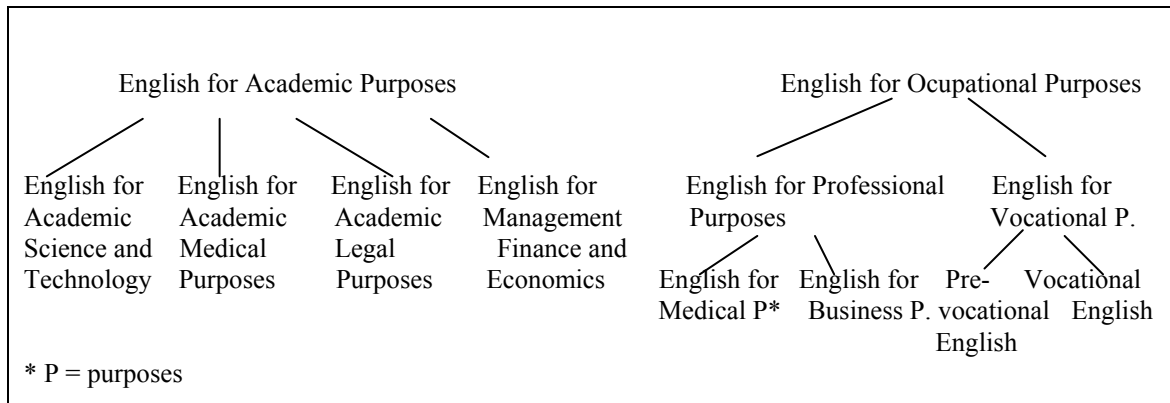 English for Academic Purposes
English for Ocupational Purposes
English for
Academic
Science and
Technology
English for
Academic
Medical
Purposes
English for
Academic
Legal
Purposes
English for
Management
Finance and
Economics
English for Professional
Purposes
English for
Vocational P.
English for
Medical P*
English for
Business P.
Pre-
vocational
English
Vocational
English
* P = purposes